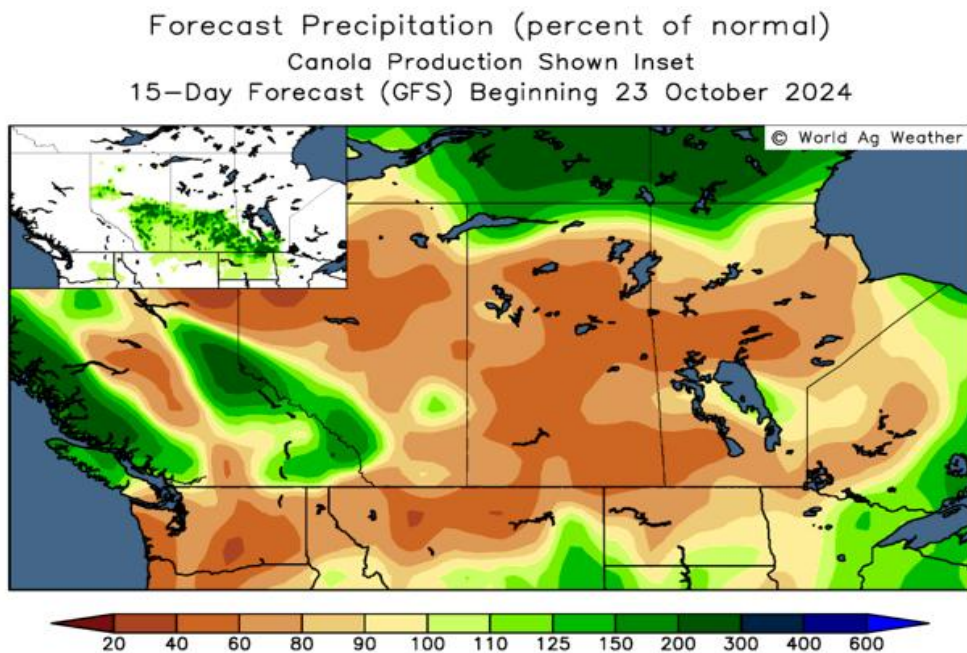 Forecast Precipitation (percent of normal)
Canola Production Shown Inset
15-Day Forecast (GFS) Beginning 23 October 2024
© World Ag Weather
20 40 60 80 90 100 110 125 150 200 300 400 600